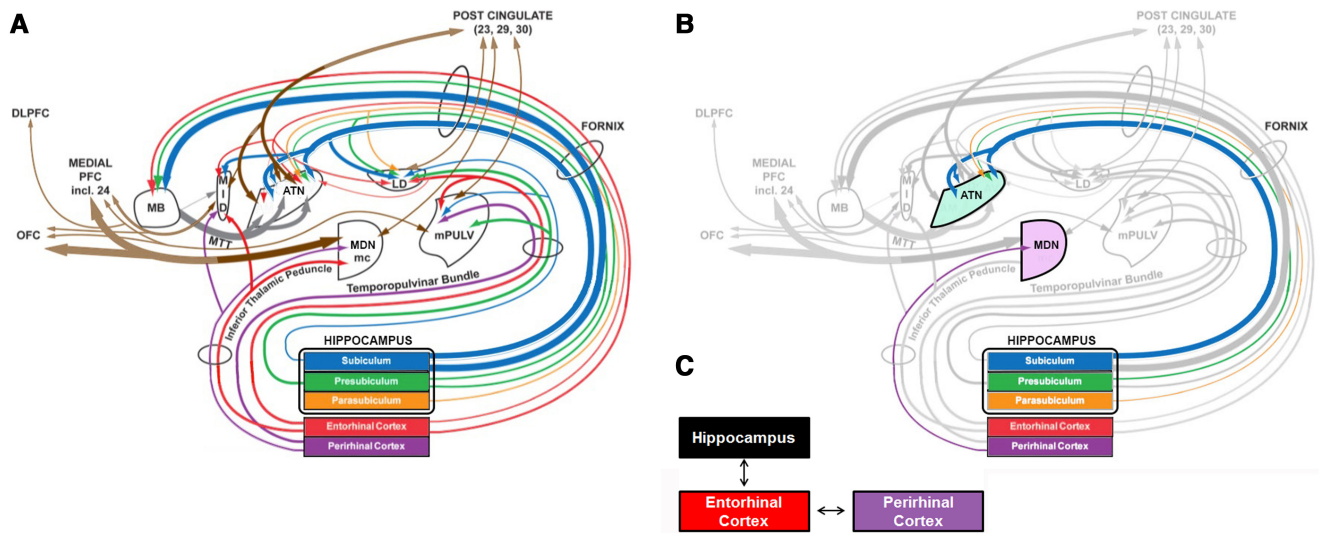 A
POST CINGULATE
(23, 29, 30)
DLPFC
FORNIX
MEDIAL
PFC
incl. 24
MB
M
I
D
ATN
LD
OFC
MTT
MDN
mc
mPULV
Inferior Thalamic Peduncle
Temporopulvinar Bundle
HIPPOCAMPUS
Subiculum
Presubiculum
Parasubiculum
Entorhinal Cortex
Perirhinal Cortex
B
POST CINGULATE
(23, 29, 30)
DLPFC
FORNIX
MEDIAL
PFC
incl. 24
MB
M
I
D
ATN
LD
OFC
MTT
MDN
mPULV
Inferior Thalamic Peduncle
Temporopulvinar Bundle
HIPPOCAMPUS
Subiculum
Presubiculum
Parasubiculum
Entorhinal Cortex
Perirhinal Cortex
C
Hippocampus
Entorhinal
Cortex
Perirhinal
Cortex